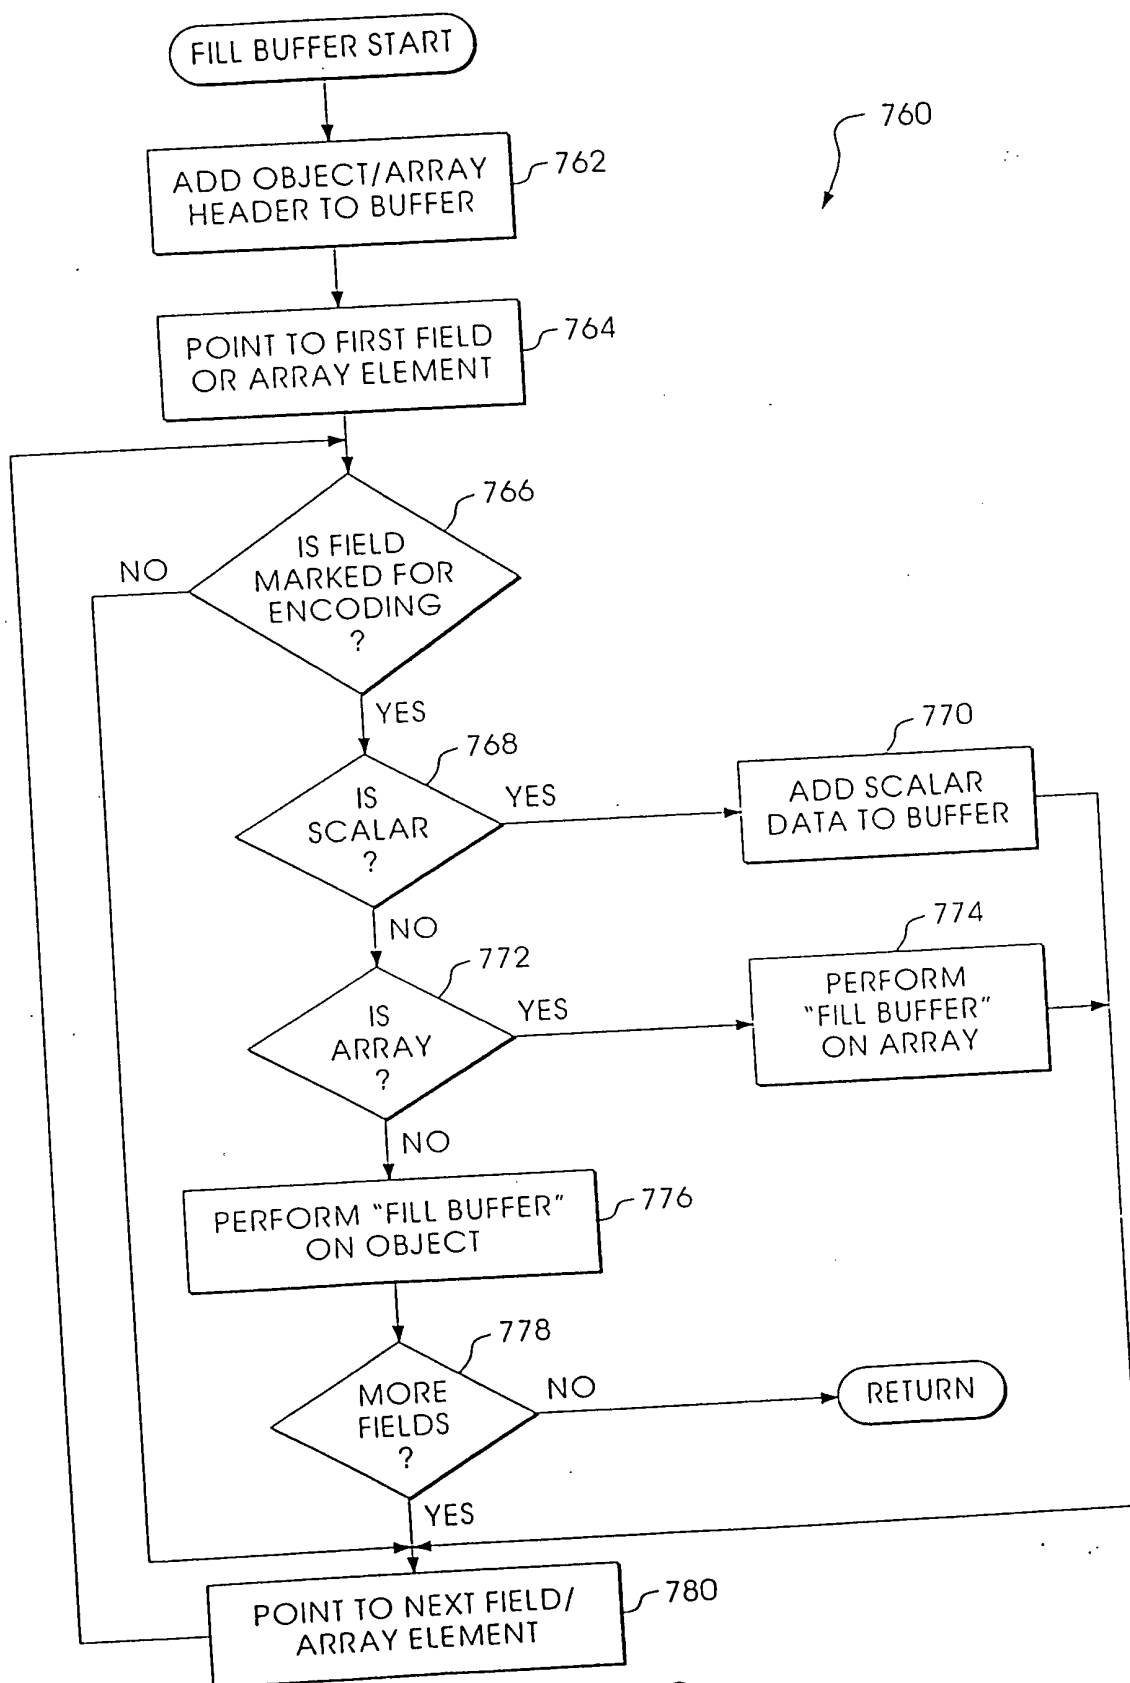 FILL BUFFER START
760
ADD OBJECT/ARRAY
HEADER TO BUFFER
762
POINT TO FIRST FIELD
OR ARRAY ELEMENT
764
766
IS FIELD
MARKED FOR
ENCODING
?
NO
YES
768
IS
SCALAR
?
YES
770
ADD SCALAR
DATA TO BUFFER
NO
772
IS
ARRAY
?
YES
774
PERFORM
"FILL BUFFER"
ON ARRAY
NO
PERFORM "FILL BUFFER"
ON OBJECT
776
778
MORE
FIELDS
?
NO
RETURN
YES
POINT TO NEXT FIELD/
ARRAY ELEMENT
780